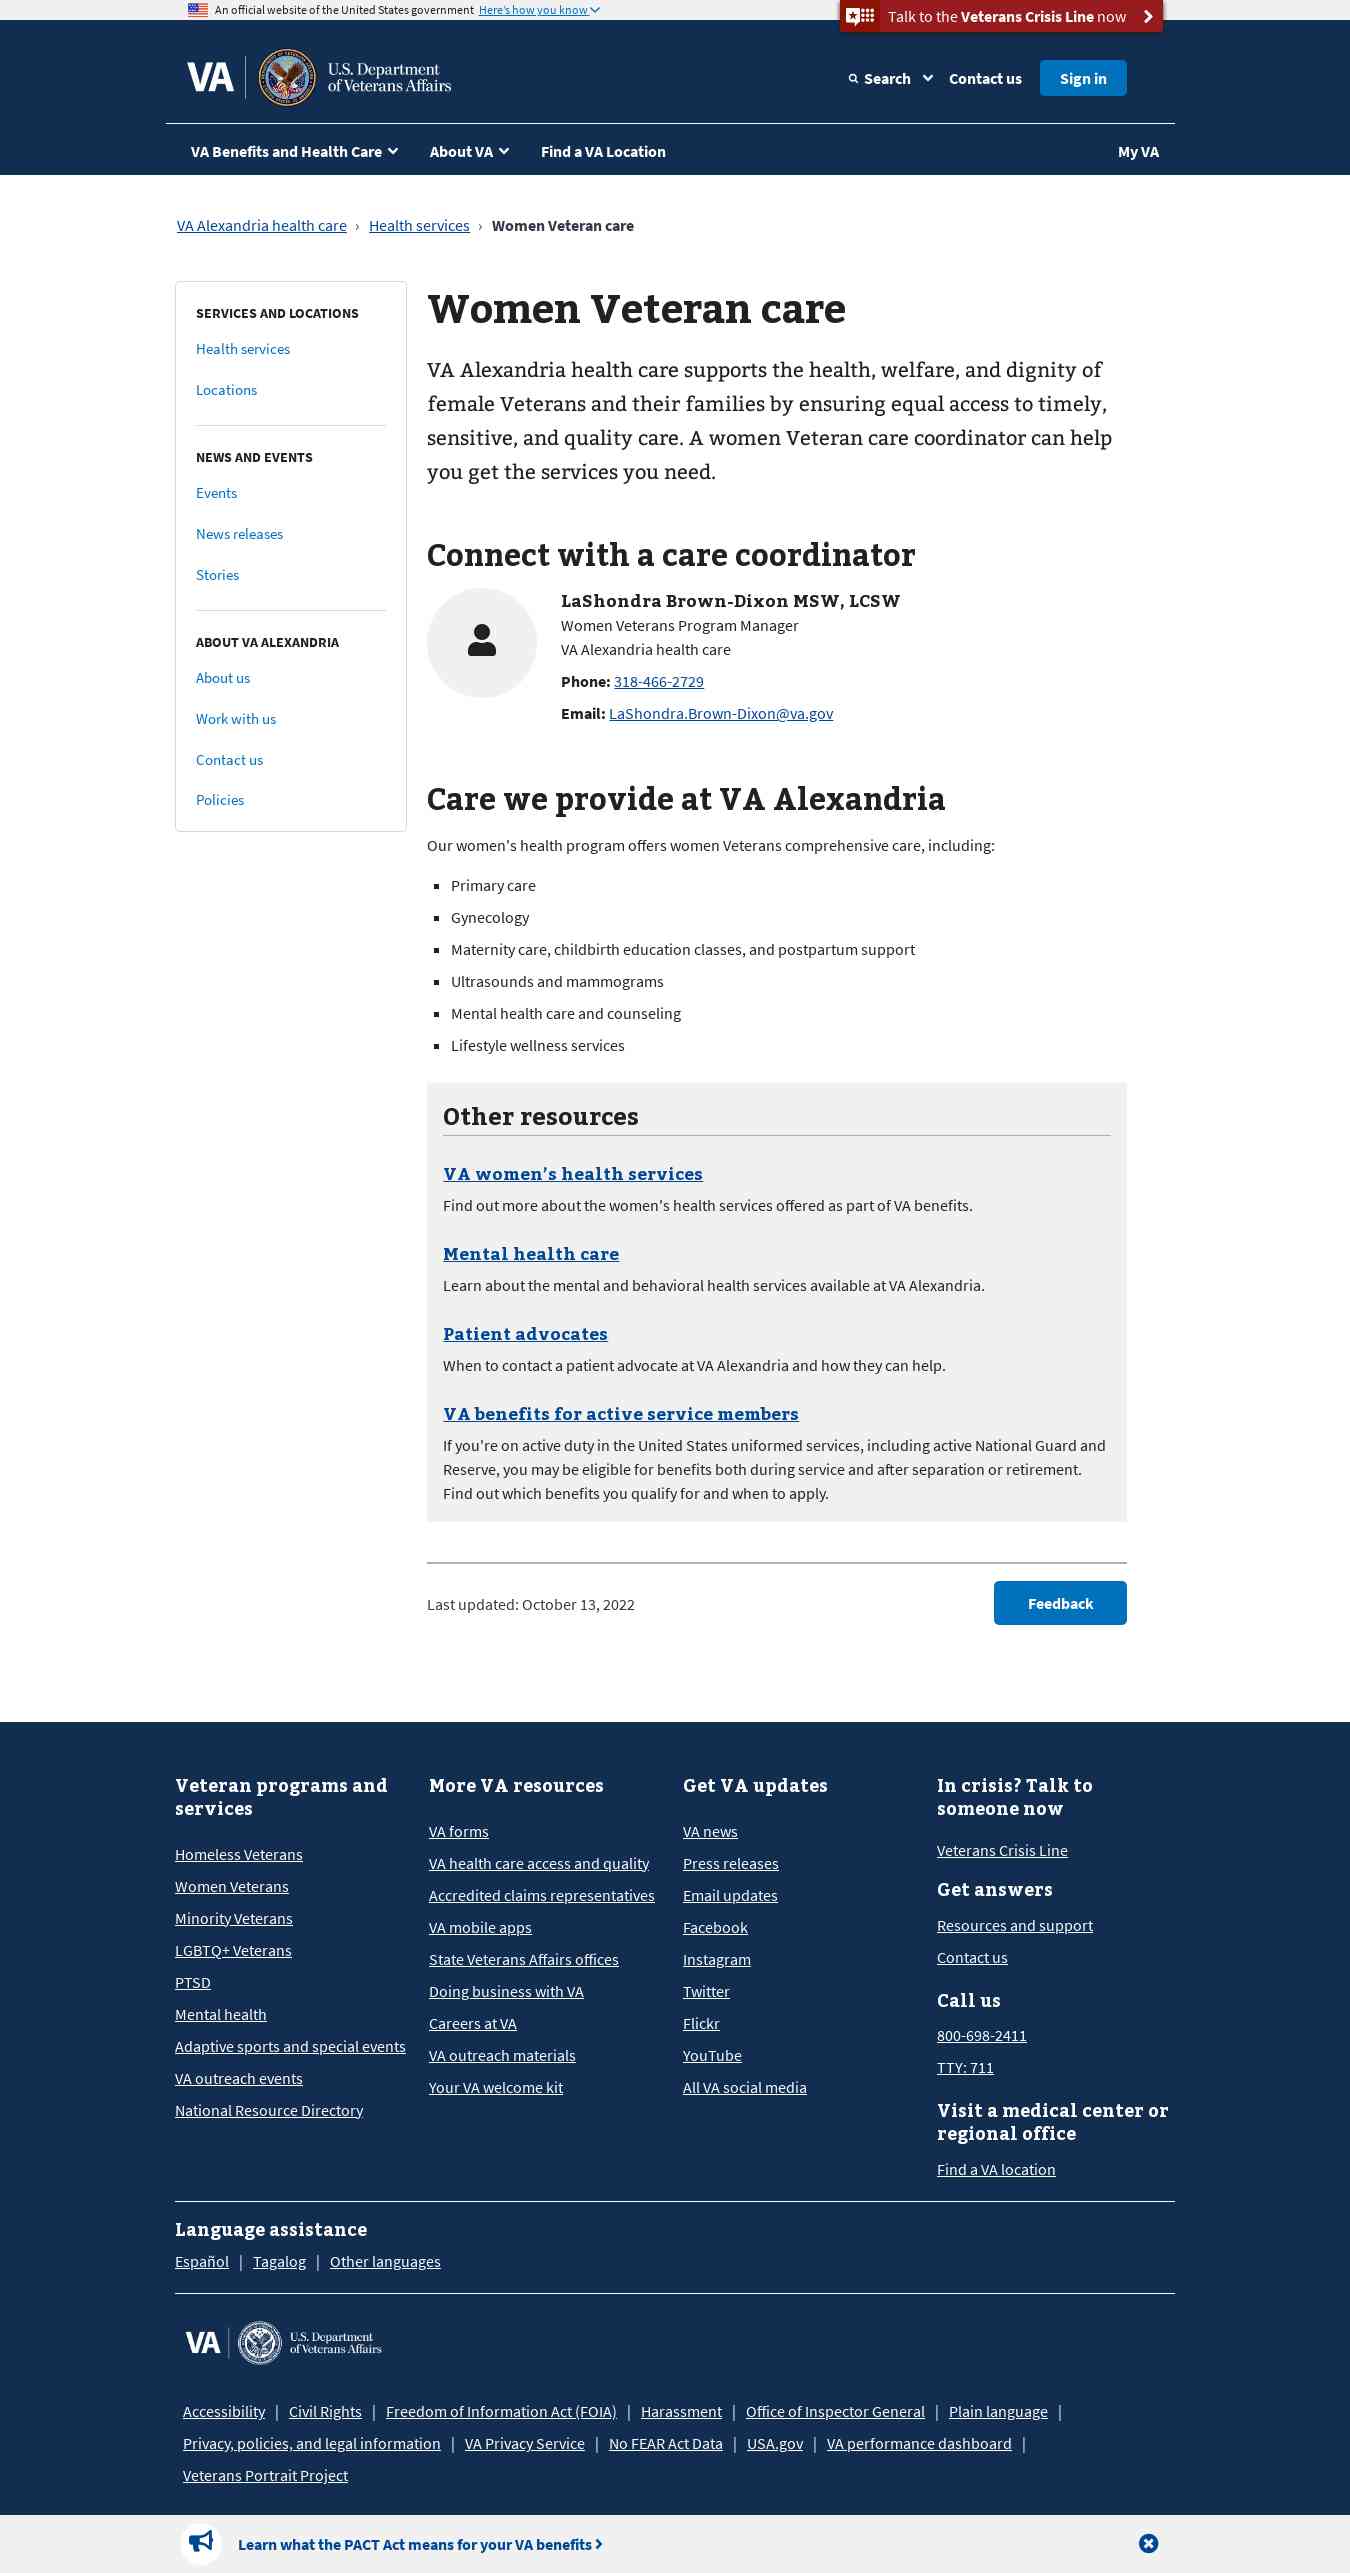 An official website of the United States government Here's how you know
Talk to the Veterans Crisis Line now
VA U.S. Department
of Veterans Affairs
Search Contact us Sign in
VA Benefits and Health Care About VA Find a VA Location My VA
VA Alexandria health care › Health services › Women Veteran care
SERVICES AND LOCATIONS
Health services
Locations
NEWS AND EVENTS
Events
News releases
Stories
ABOUT VA ALEXANDRIA
About us
Work with us
Contact us
Policies
Women Veteran care
VA Alexandria health care supports the health, welfare, and dignity of
female Veterans and their families by ensuring equal access to timely,
sensitive, and quality care. A women Veteran care coordinator can help
you get the services you need.
Connect with a care coordinator
LaShondra Brown-Dixon MSW, LCSW
Women Veterans Program Manager
VA Alexandria health care
Phone: 318-466-2729
Email: LaShondra.Brown-Dixon@va.gov
Care we provide at VA Alexandria
Our women's health program offers women Veterans comprehensive care, including:
Primary care
Gynecology
Maternity care, childbirth education classes, and postpartum support
Ultrasounds and mammograms
Mental health care and counseling
Lifestyle wellness services
Other resources
VA women’s health services
Find out more about the women's health services offered as part of VA benefits.
Mental health care
Learn about the mental and behavioral health services available at VA Alexandria.
Patient advocates
When to contact a patient advocate at VA Alexandria and how they can help.
VA benefits for active service members
If you're on active duty in the United States uniformed services, including active National Guard and
Reserve, you may be eligible for benefits both during service and after separation or retirement.
Find out which benefits you qualify for and when to apply.
Last updated: October 13, 2022
Feedback
Veteran programs and
services
Homeless Veterans
Women Veterans
Minority Veterans
LGBTQ+ Veterans
PTSD
Mental health
Adaptive sports and special events
VA outreach events
National Resource Directory
More VA resources
VA forms
VA health care access and quality
Accredited claims representatives
VA mobile apps
State Veterans Affairs offices
Doing business with VA
Careers at VA
VA outreach materials
Your VA welcome kit
Get VA updates
VA news
Press releases
Email updates
Facebook
Instagram
Twitter
Flickr
YouTube
All VA social media
In crisis? Talk to
someone now
Veterans Crisis Line
Get answers
Resources and support
Contact us
Call us
800-698-2411
TTY: 711
Visit a medical center or
regional office
Find a VA location
Language assistance
Español | Tagalog | Other languages
VA U.S. Department
of Veterans Affairs
Accessibility | Civil Rights | Freedom of Information Act (FOIA) | Harassment | Office of Inspector General | Plain language |
Privacy, policies, and legal information | VA Privacy Service | No FEAR Act Data | USA.gov | VA performance dashboard |
Veterans Portrait Project
Learn what the PACT Act means for your VA benefits